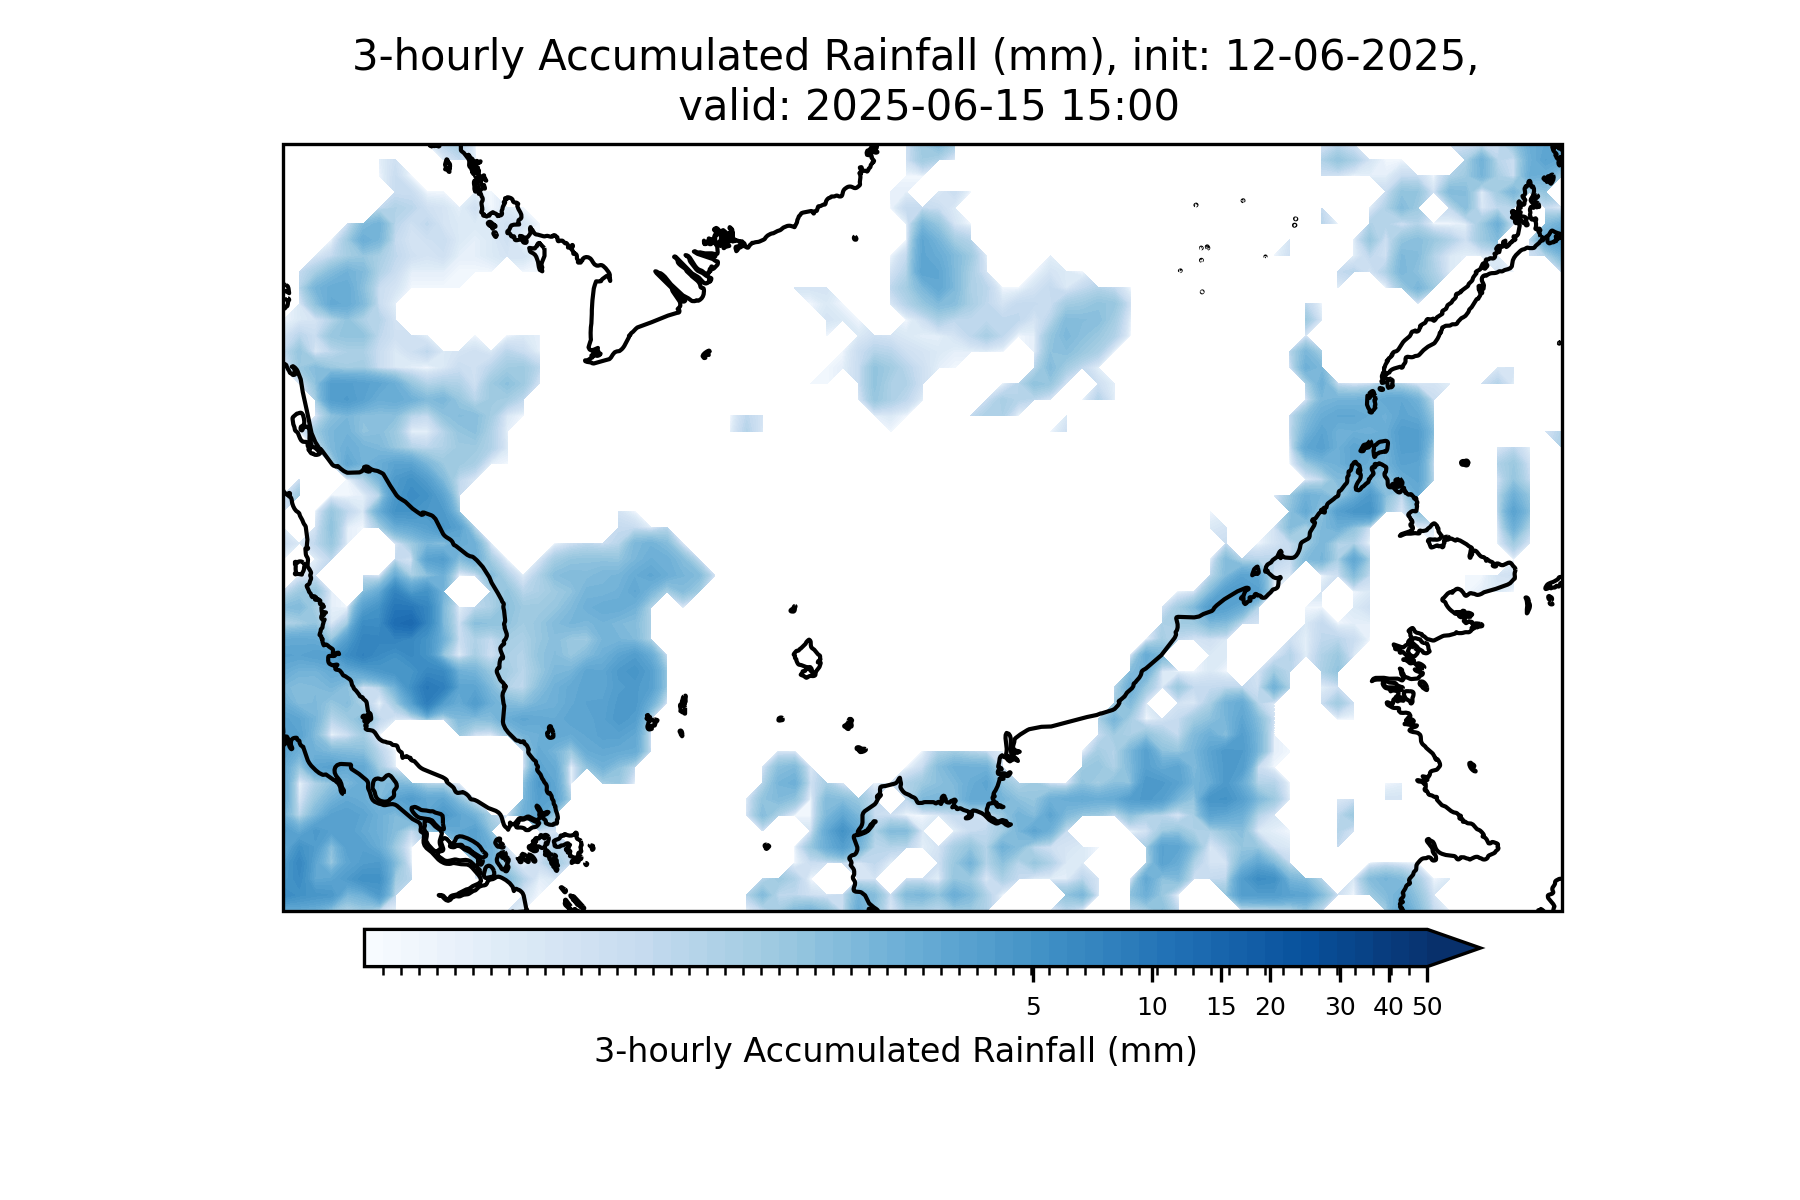 3-hourly Accumulated Rainfall (mm), init: 12-06-2025,
valid: 2025-06-15 15:00
5 10 15 20 30 40 50
3-hourly Accumulated Rainfall (mm)